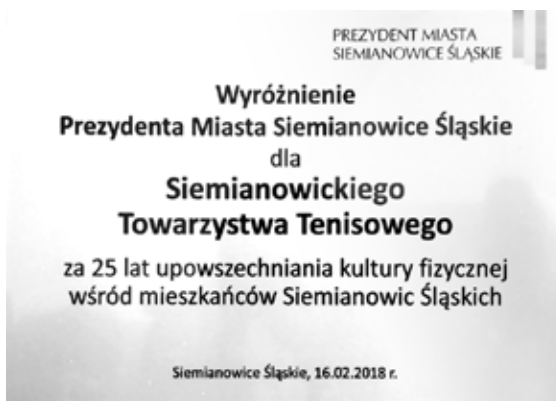 PREZYDENT MIASTA
SIEMIANOWICE ŚLĄSKIE
Wyróżnienie
Prezydenta Miasta Siemianowice Śląskie
dla
Siemianowickiego
Towarzystwa Tenisowego
za 25 lat upowszechniania kultury fizycznej
wśród mieszkańców Siemianowic Śląskich
Siemianowice Śląskie, 16.02.2018 r.